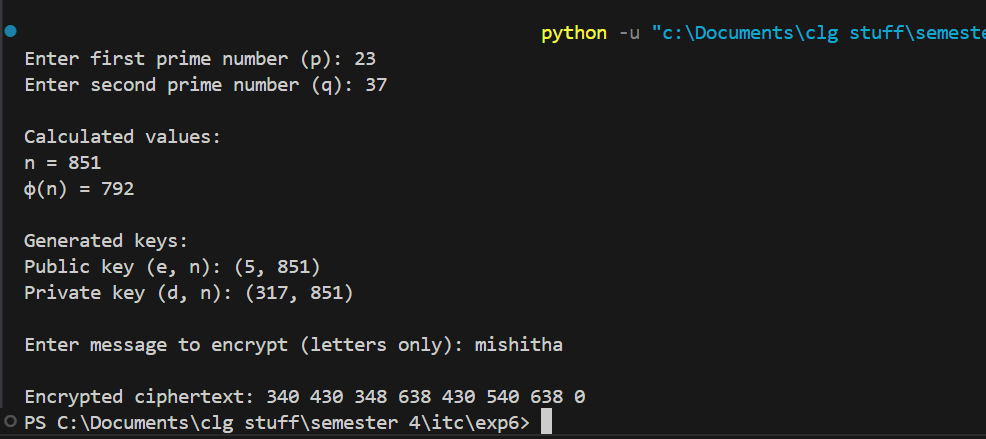 python -u "c:\Documents\clg stuff\semeste
Enter first prime number (p): 23
Enter second prime number (q): 37
Calculated values:
n = 851
ϕ(n) = 792
Generated keys:
Public key (e, n): (5, 851)
Private key (d, n): (317, 851)
Enter message to encrypt (letters only): mishitha
Encrypted ciphertext: 340 430 348 638 430 540 638 0
PS C:\Documents\clg stuff\semester 4\itc\exp6>